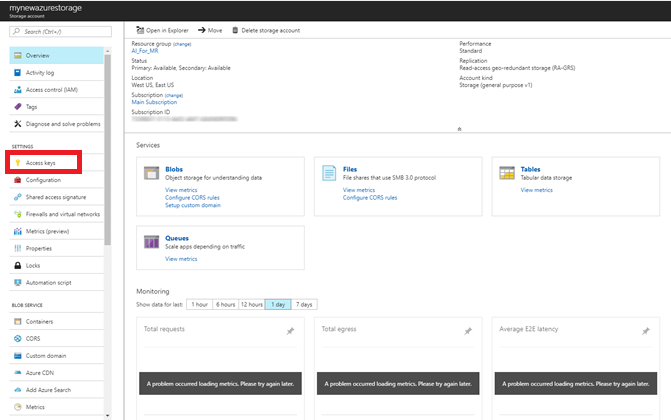 mynewazurestorage
Storage account
Search (Ctrl+/)
Overview
Activity log
Access control (IAM)
Tags
Diagnose and solve problems
SETTINGS
Access keys
Configuration
Shared access signature
Firewalls and virtual networks
Metrics (preview)
Properties
Locks
Automation script
BLOB SERVICE
Containers
CORS
Custom domain
Azure CDN
Add Azure Search
Metrics
Open in Explorer
Move
Delete storage account
Resource group (change)
AI_For_MR
Status
Primary: Available, Secondary: Available
Location
West US, East US
Subscription (change)
Main Subscription
Subscription ID
Performance
Standard
Replication
Read-access geo-redundant storage (RA-GRS)
Account kind
Storage (general purpose v1)
Services
Blobs
Object storage for understanding data
View metrics
Configure CORS rules
Setup custom domain
Files
File shares that use SMB 3.0 protocol
View metrics
Configure CORS rules
Tables
Tabular data storage
View metrics
Queues
Scale apps depending on traffic
View metrics
Monitoring
Show data for last: 1 hour 6 hours 12 hours 1 day 7 days
Total requests
A problem occurred loading metrics. Please try again later.
Total egress
A problem occurred loading metrics. Please try again later.
Average E2E latency
A problem occurred loading metrics. Please try again later.